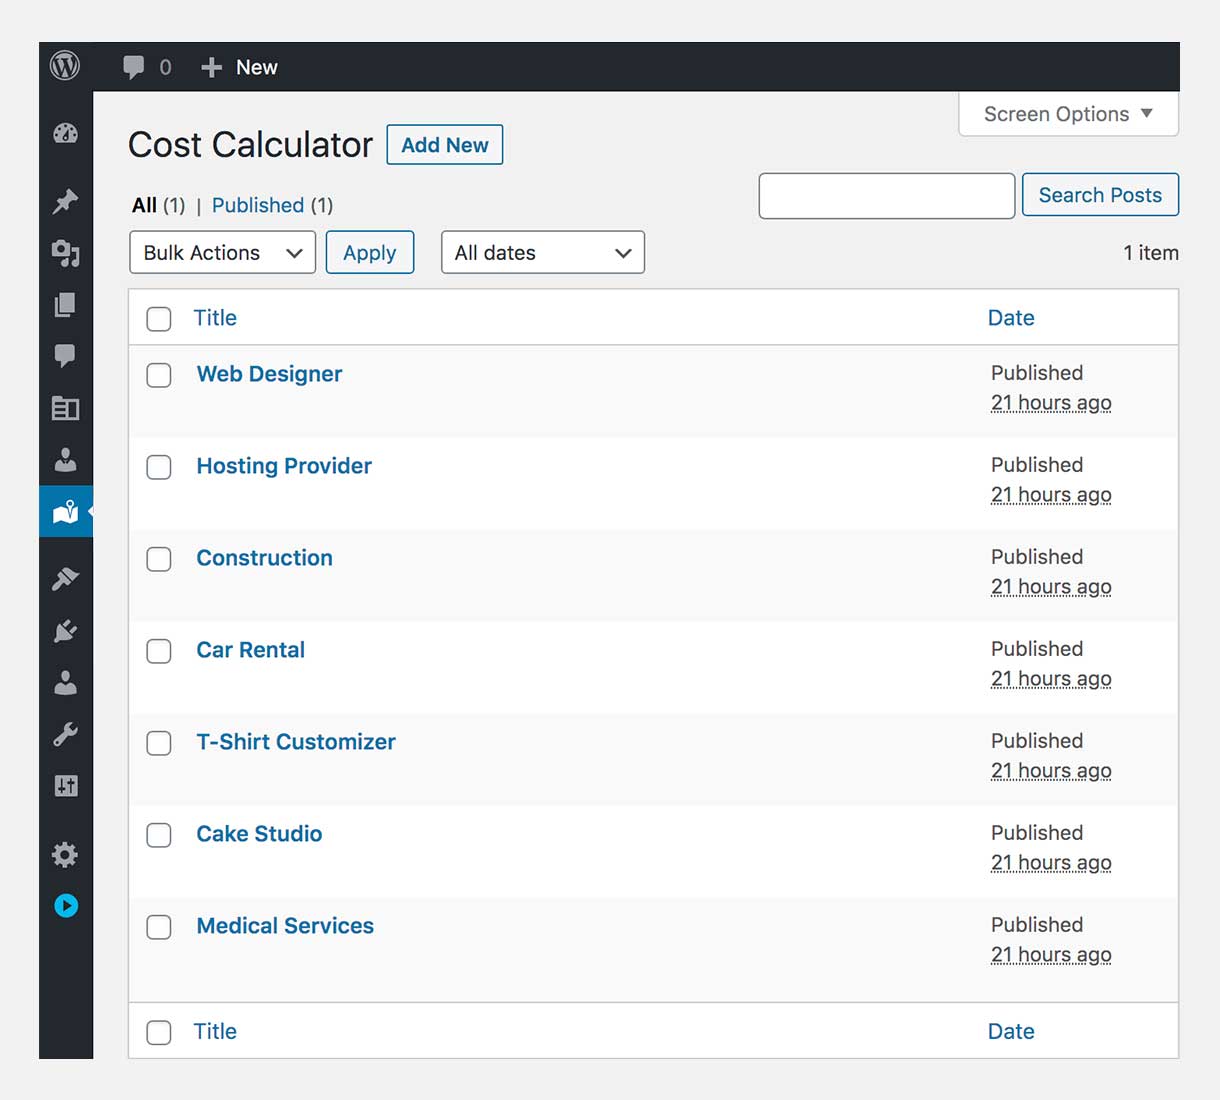 0 New
Screen Options
Cost Calculator Add New
All (1) | Published (1)
Search Posts
Bulk Actions Apply All dates 1 item
Title Date
Web Designer Published
21 hours ago
Hosting Provider Published
21 hours ago
Construction Published
21 hours ago
Car Rental Published
21 hours ago
T-Shirt Customizer Published
21 hours ago
Cake Studio Published
21 hours ago
Medical Services Published
21 hours ago
Title Date